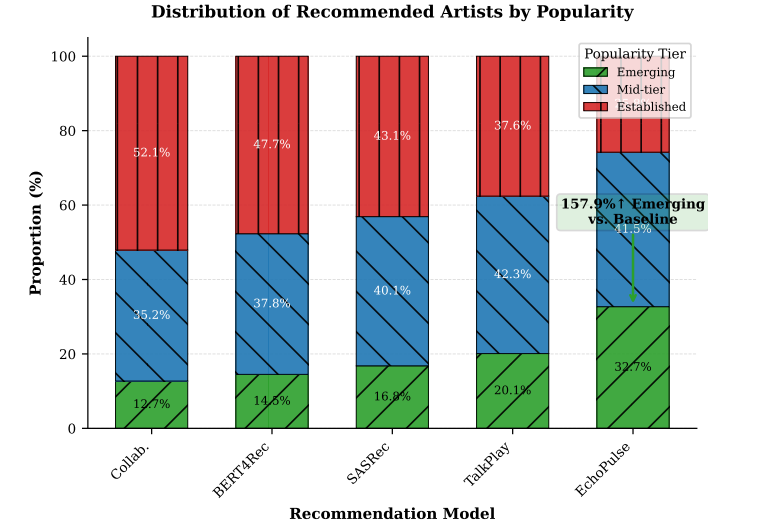 Distribution of Recommended Artists by Popularity
Proportion (%)
100
80
60
40
20
0
52.1%
47.7%
43.1%
37.6%
35.2%
37.8%
40.1%
42.3%
41.5%
12.7%
14.5%
16.8%
20.1%
32.7%
Popularity Tier
Emerging
Mid-tier
Established
157.9%↑ Emerging
vs. Baseline
Collab.
BERT4Rec
SASRec
TalkPlay
EchoPulse
Recommendation Model